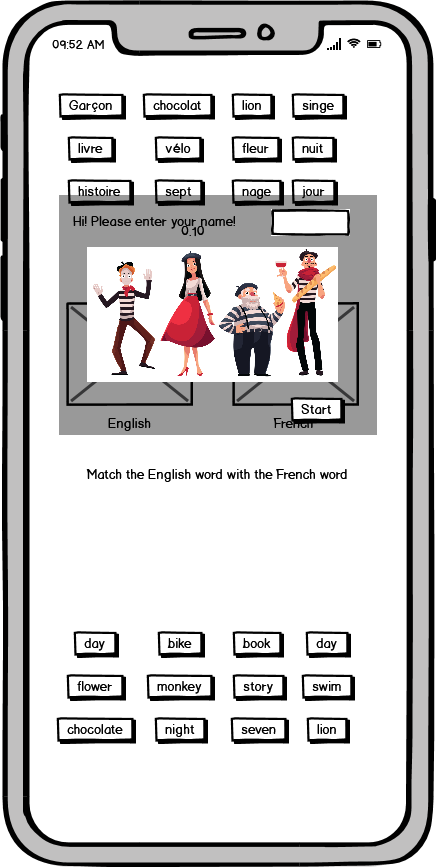 09:52 AM
Garçon chocolat lion singe
livre vélo fleur nuit
histoire sept nage jour
Hi! Please enter your name!
0.10
Start
English French
Match the English word with the French word
day bike book day
flower monkey story swim
chocolate night seven lion